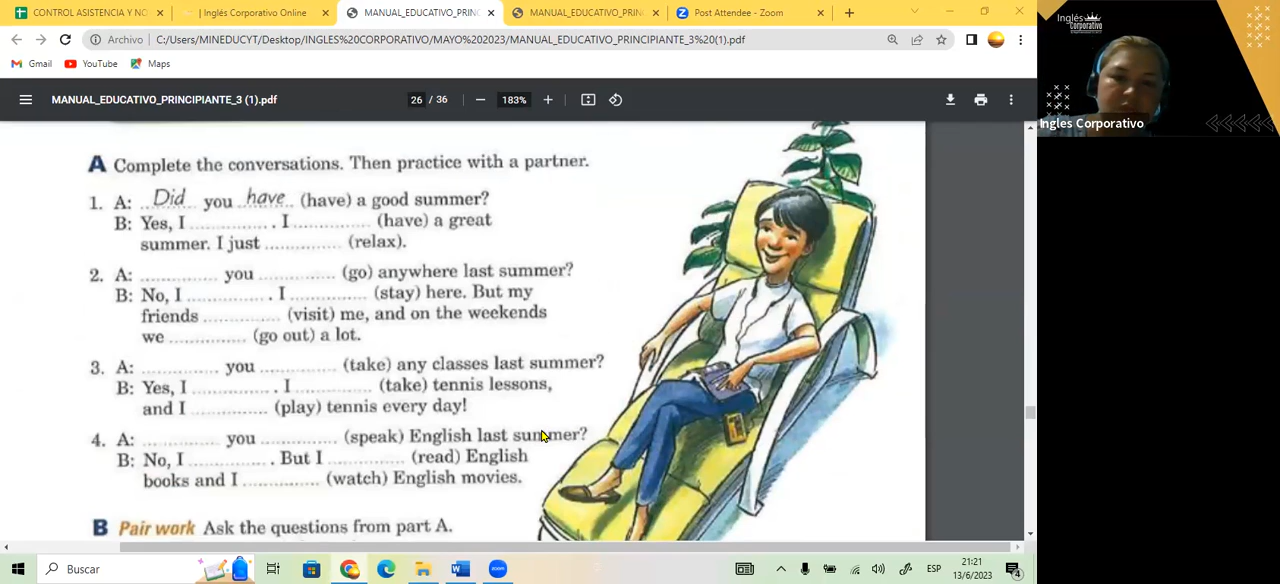 CONTROL ASISTENCIA Y NO
| Inglés Corporativo Online
MANUAL_EDUCATIVO_PRINC
MANUAL_EDUCATIVO_PRINC
Post Attendee - Zoom
Archivo
C:/Users/MINEDUCYT/Desktop/INGLES%20CORPORATIVO/MAYO%202023/MANUAL_EDUCATIVO_PRINCIPIANTE_3%20(1).pdf
Gmail
YouTube
Maps
MANUAL_EDUCATIVO_PRINCIPIANTE_3 (1).pdf
26 / 36
183%
Inglés
Corporativo
Ingles Corporativo
A Complete the conversations. Then practice with a partner.
1. A: Did you have (have) a good summer?
B: Yes, I ............ . I ............ (have) a great
summer. I just ............ (relax).
2. A: ............ you ............ (go) anywhere last summer?
B: No, I ............ . I ............ (stay) here. But my
friends ............ (visit) me, and on the weekends
we ............ (go out) a lot.
3. A: ............ you ............ (take) any classes last summer?
B: Yes, I ............ . I ............ (take) tennis lessons,
and I ............ (play) tennis every day!
4. A: ............ you ............ (speak) English last summer?
B: No, I ............ . But I ............ (read) English
books and I ............ (watch) English movies.
B Pair work Ask the questions from part A.
Buscar
ESP
21:21
13/6/2023
4